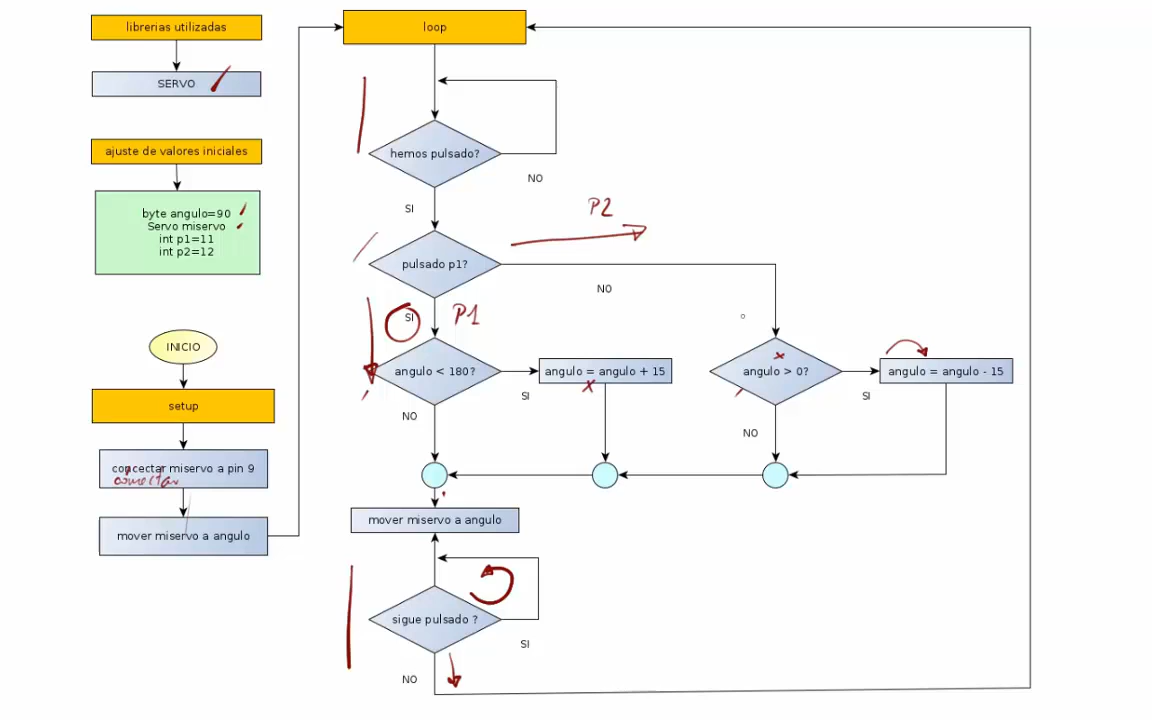 librerias utilizadas
SERVO
ajuste de valores iniciales
byte angulo=90
Servo miservo
int p1=11
int p2=12
INICIO
setup
concectar miservo a pin 9
conectar
mover miservo a angulo
loop
hemos pulsado?
NO
SI
P2
pulsado p1?
NO
SI
P1
angulo < 180?
SI
angulo = angulo + 15
NO
angulo > 0?
SI
angulo = angulo - 15
NO
mover miservo a angulo
sigue pulsado ?
SI
NO